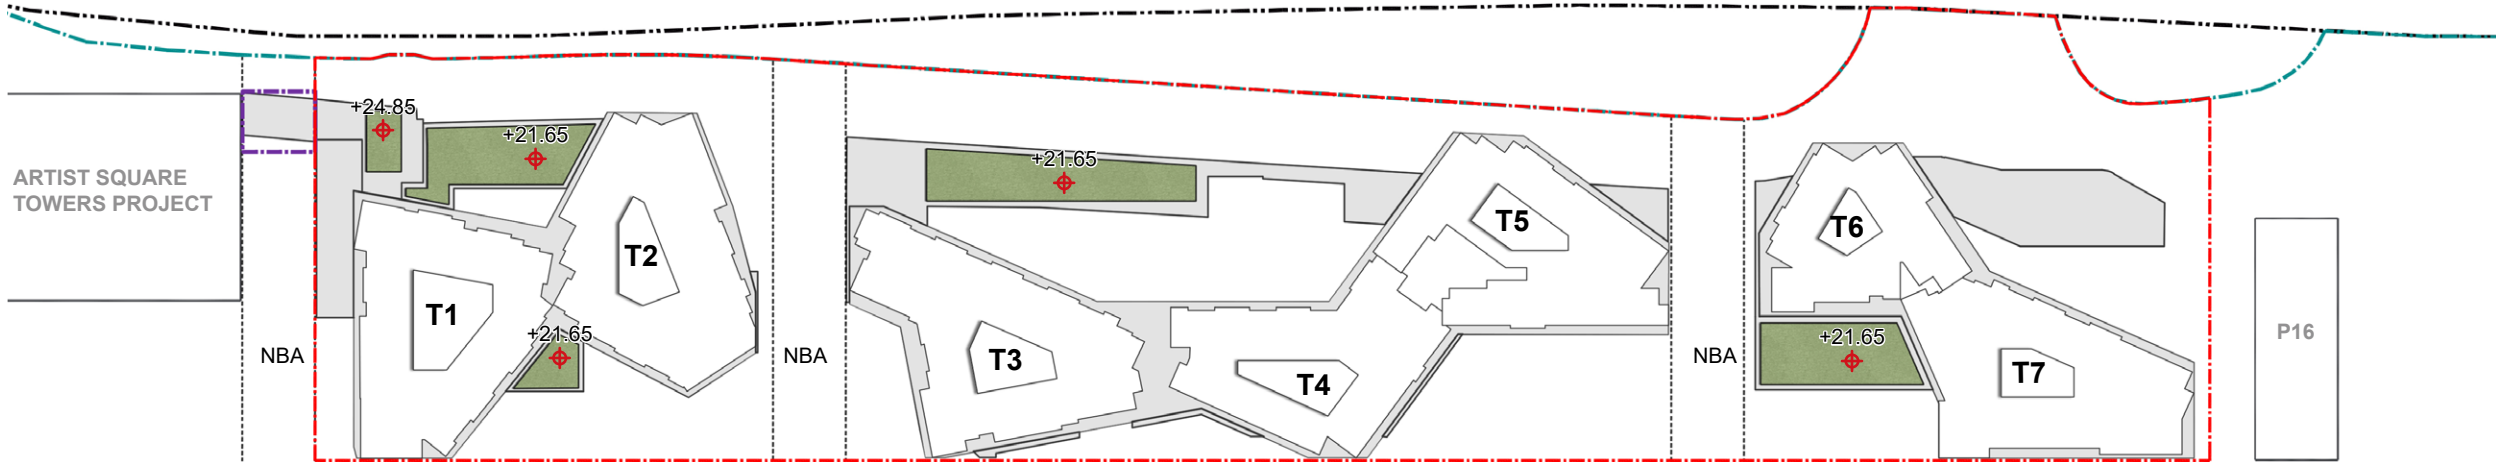 +24.85
+21.65
ARTIST SQUARE
TOWERS PROJECT
T1
T2
+21.65
NBA
NBA
+21.65
T3
T4
T5
NBA
T6
+21.65
T7
P16